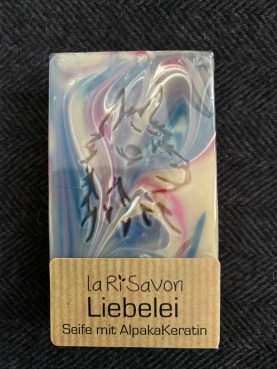 la Ri Savon
Liebelei
Seife mit AlpakaKeratin